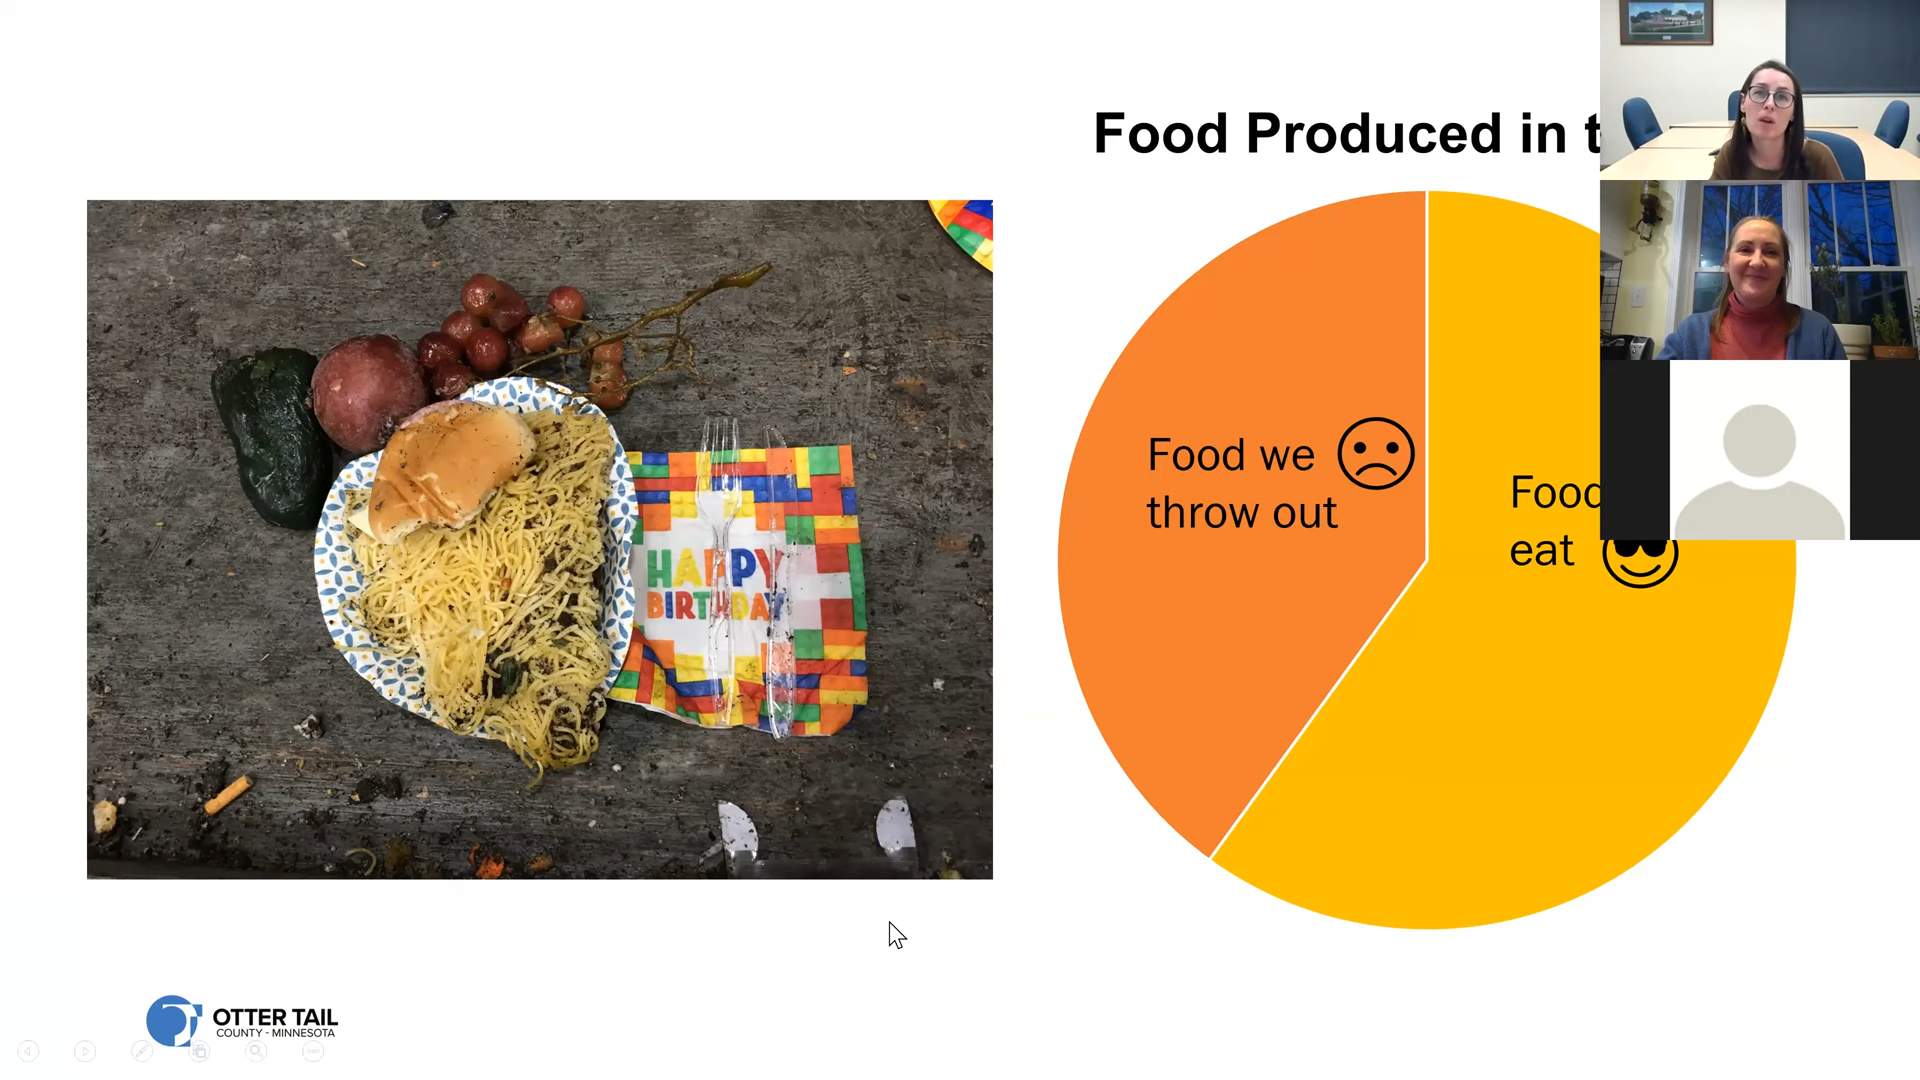 Food Produced in t
HAPPY
BIRTHDAY
Food we
throw out
Food
eat
OTTER TAIL
COUNTY - MINNESOTA